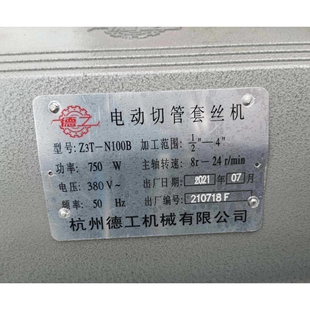 德工 电动切管套丝机
型号: Z3T-N100B 加工范围: 1/2"-4"
功率: 750 W 主轴转速: 8r-24 r/min
电压: 380 V~ 出厂日期: 2021 年 07 月
频率: 50 Hz 出厂编号: 210718F
杭州德工机械有限公司